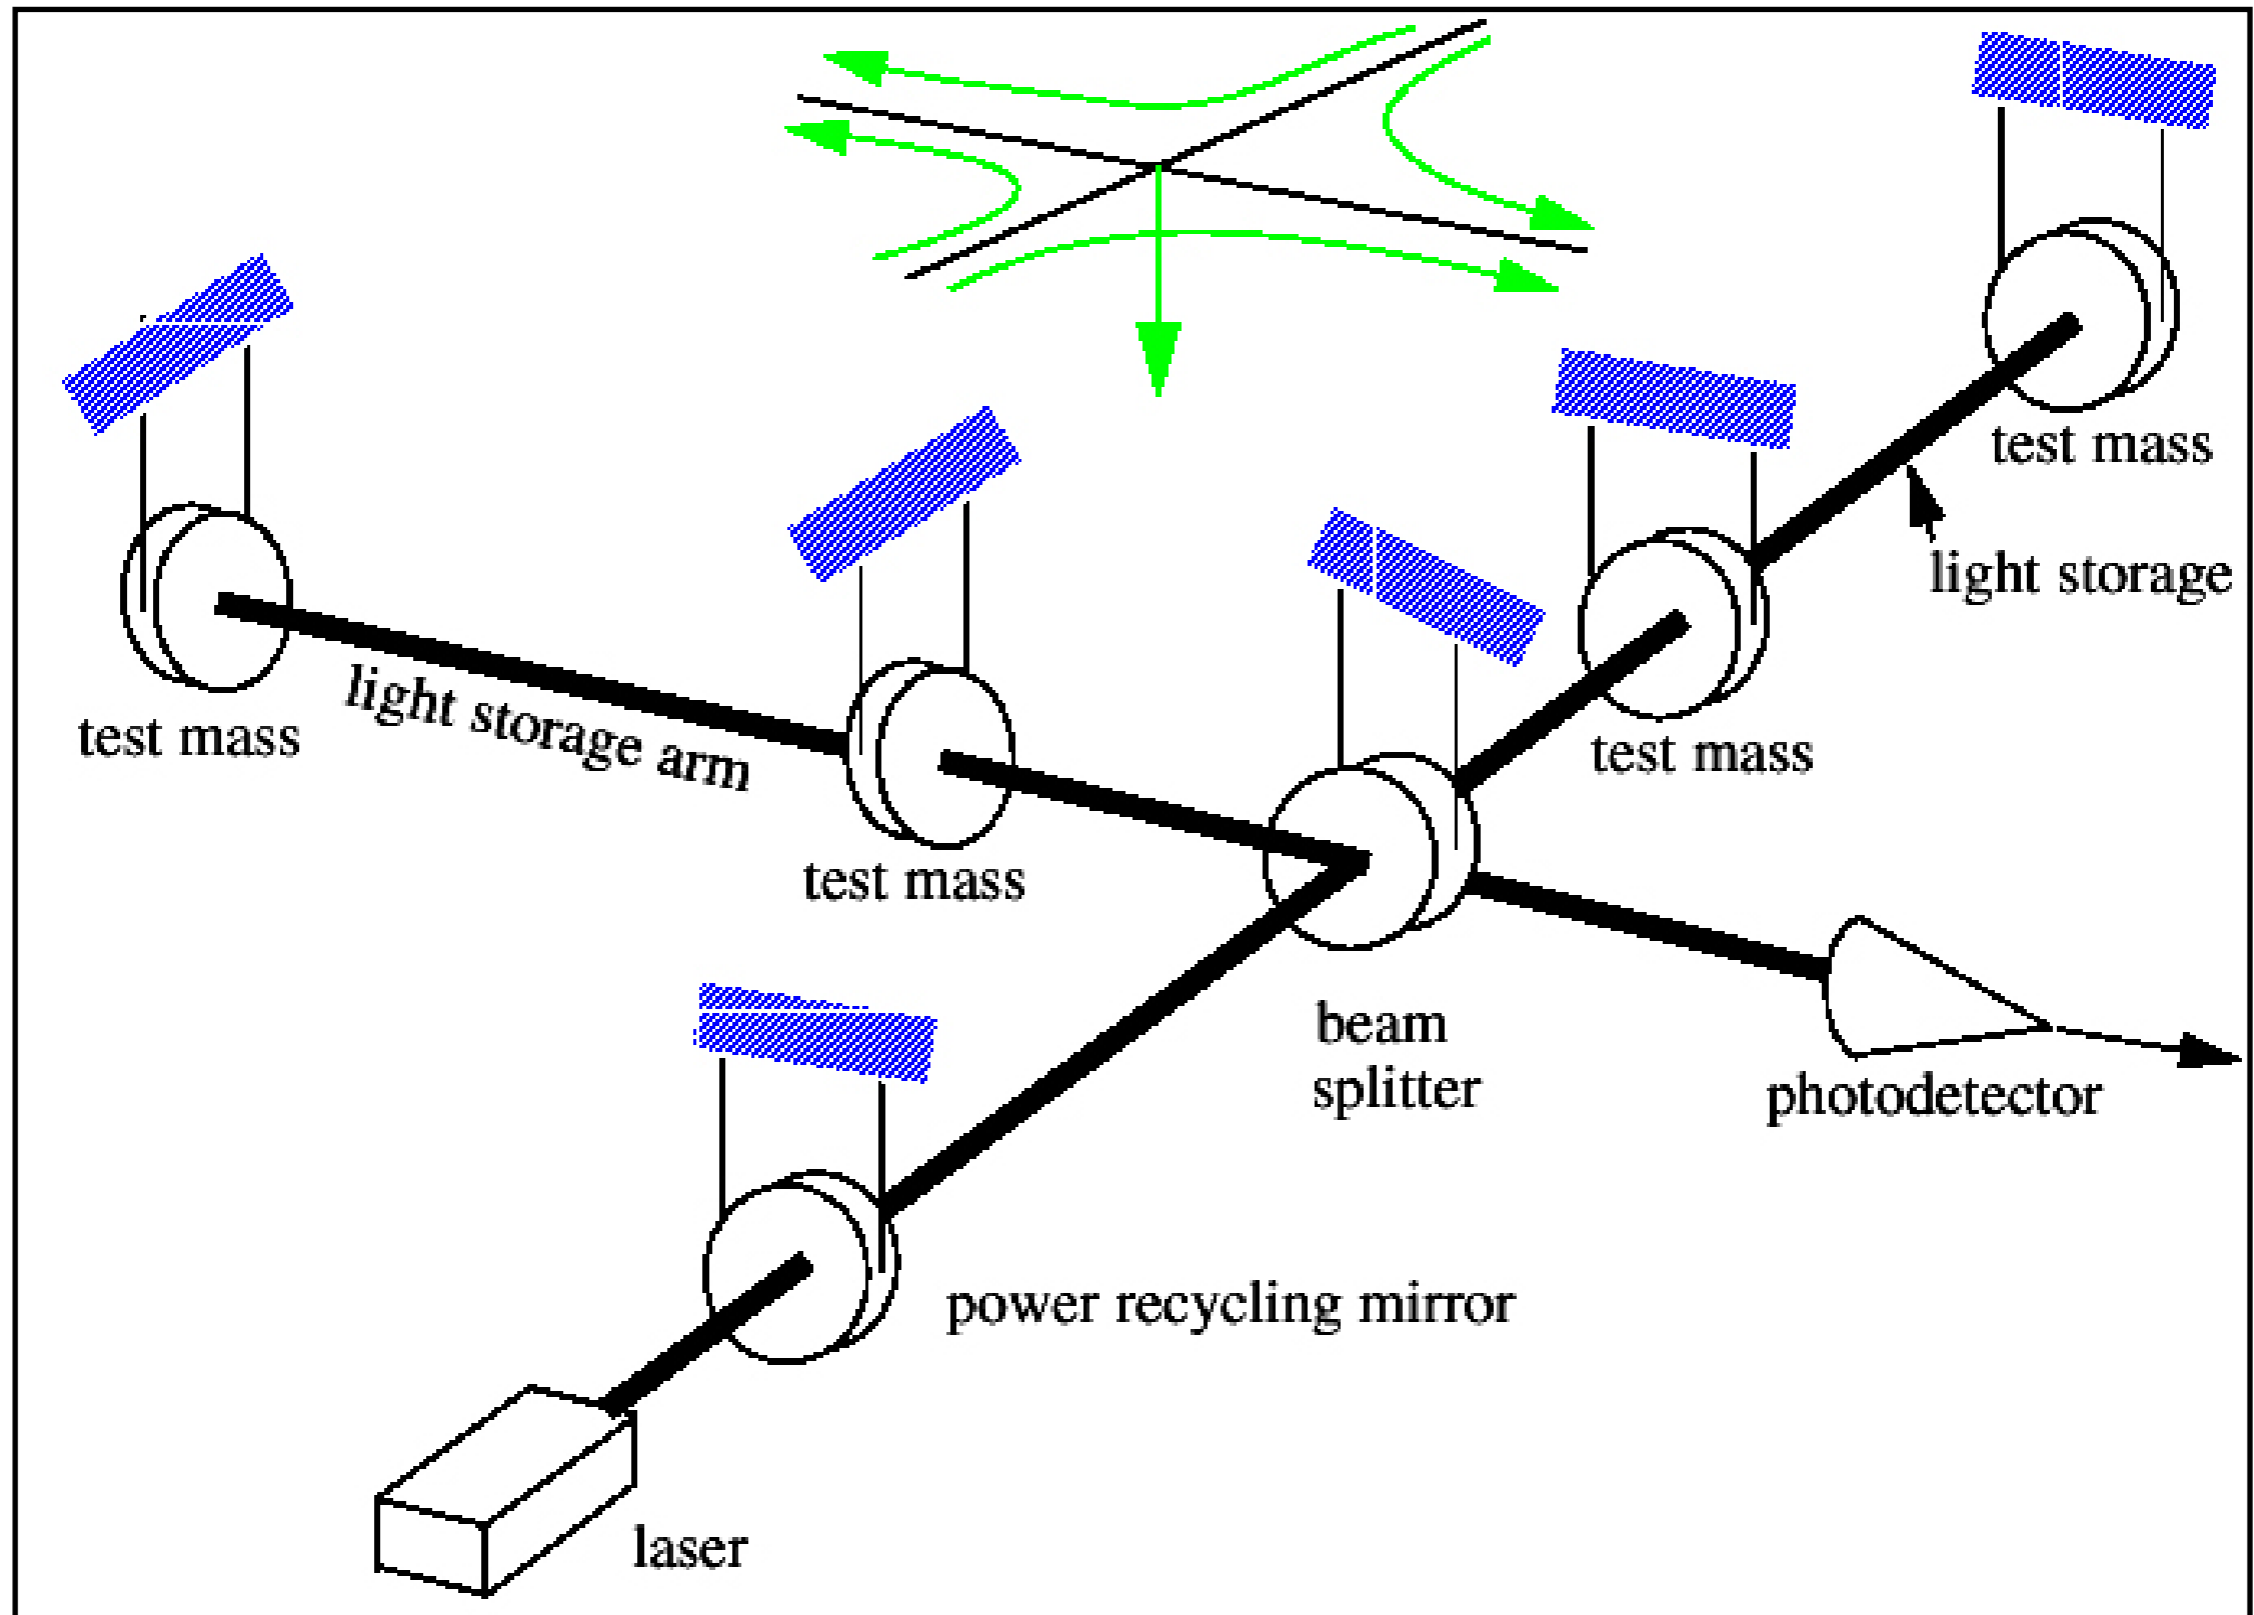 test mass
light storage
test mass
light storage arm
test mass
test mass
beam
splitter
photodetector
power recycling mirror
laser